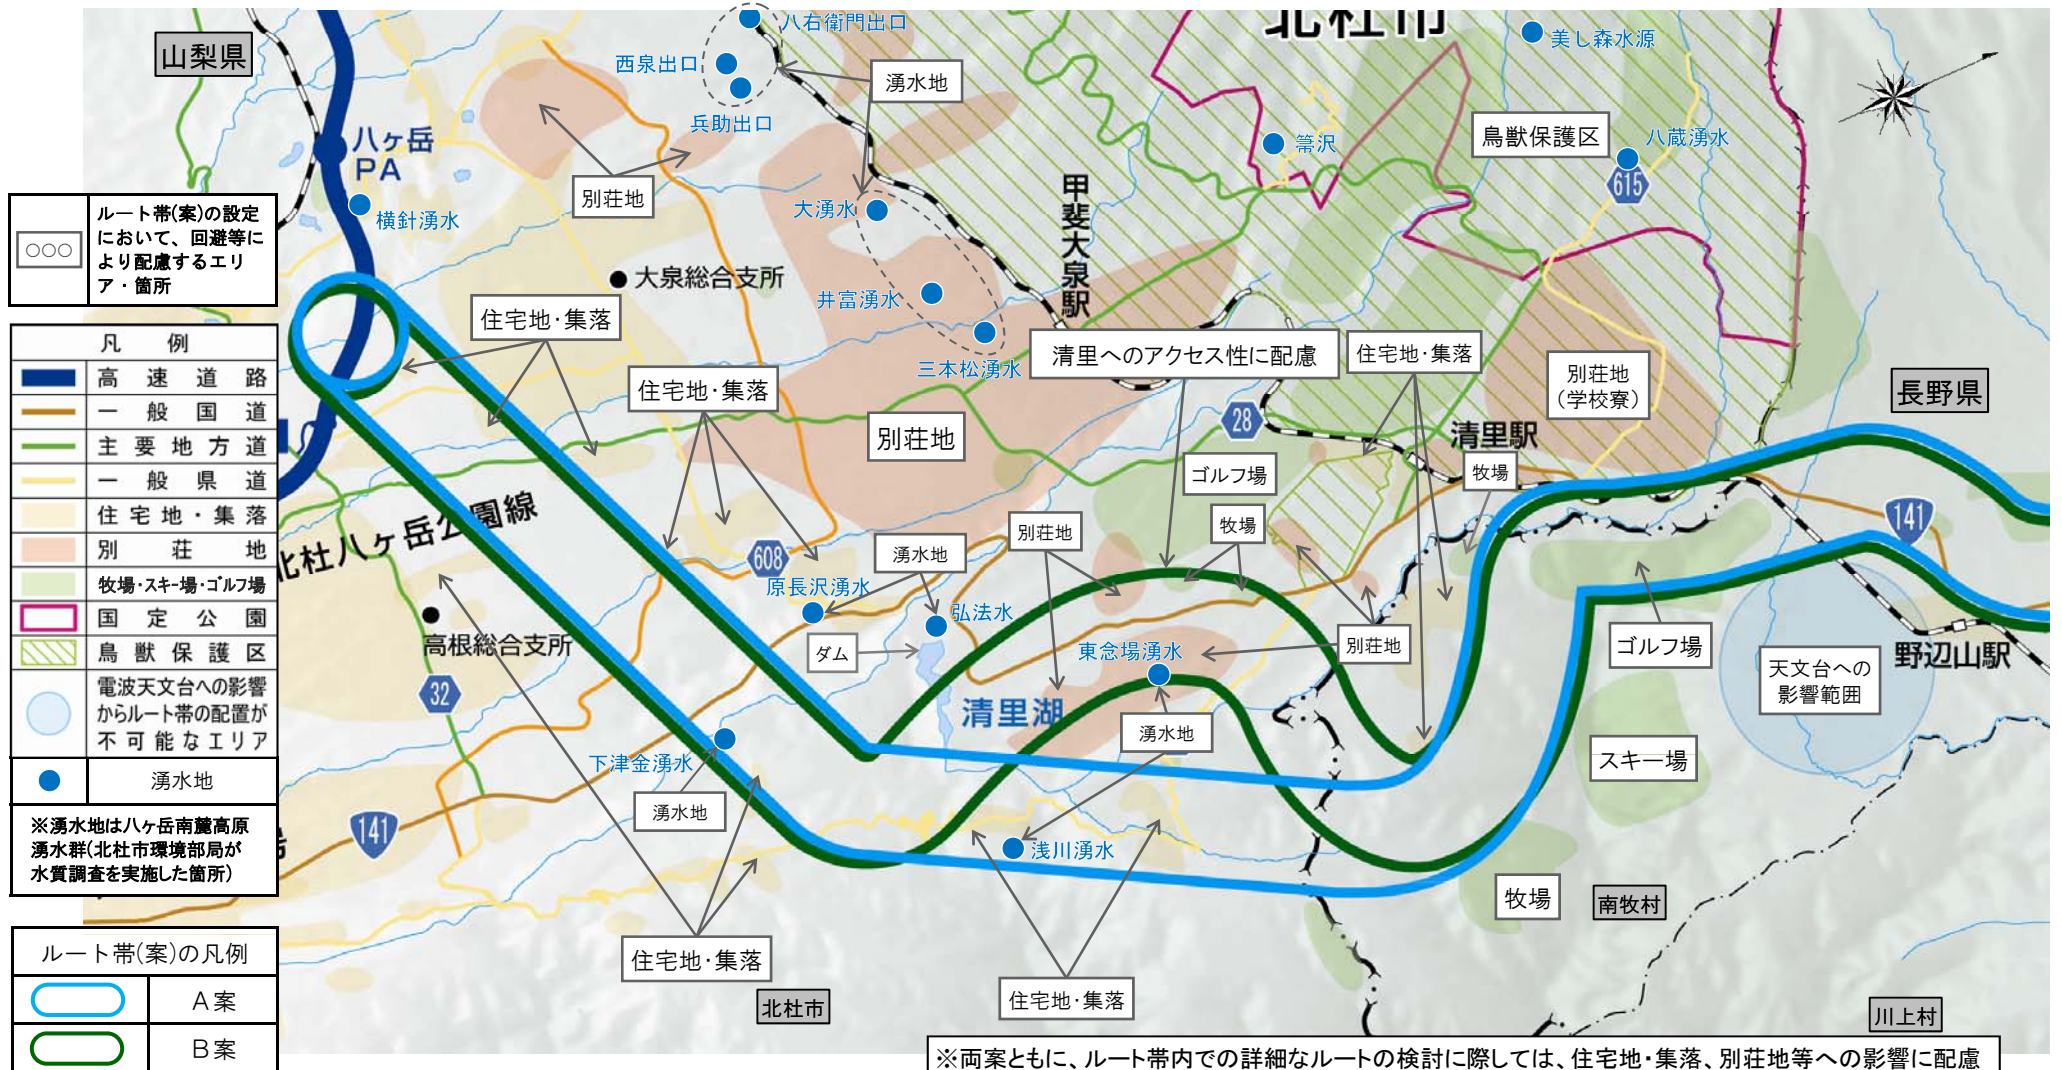 北杜市
山梨県
八右衛門出口
西泉出口
兵助出口
湧水地
美し森水源
鳥獣保護区
八蔵湧水
615
箒沢
八ヶ岳
PA
横針湧水
別荘地
大湧水
甲斐大泉駅
ルート帯(案)の設定
において、回避等に
より配慮するエリ
ア・箇所
○○○
大泉総合支所
井富湧水
三本松湧水
住宅地・集落
住宅地・集落
清里へのアクセス性に配慮
住宅地・集落
別荘地
(学校寮)
長野県
別荘地
28
清里駅
ゴルフ場
牧場
凡 例
高速道路
一般国道
主要地方道
一般県道
住宅地・集落
別荘地
牧場・スキー場・ゴルフ場
国定公園
鳥獣保護区
電波天文台への影響
からルート帯の配置が
不可能なエリア
湧水地
※湧水地は八ヶ岳南麓高原
湧水群(北杜市環境部局が
水質調査を実施した箇所)
北杜八ヶ岳公園線
608
湧水地
別荘地
牧場
141
原長沢湧水
弘法水
高根総合支所
ダム
東念場湧水
別荘地
ゴルフ場
天文台への
影響範囲
野辺山駅
32
清里湖
湧水地
下津金湧水
湧水地
スキー場
141
浅川湧水
牧場
南牧村
住宅地・集落
北杜市
住宅地・集落
川上村
ルート帯(案)の凡例
A案
B案
※両案ともに、ルート帯内での詳細なルートの検討に際しては、住宅地・集落、別荘地等への影響に配慮